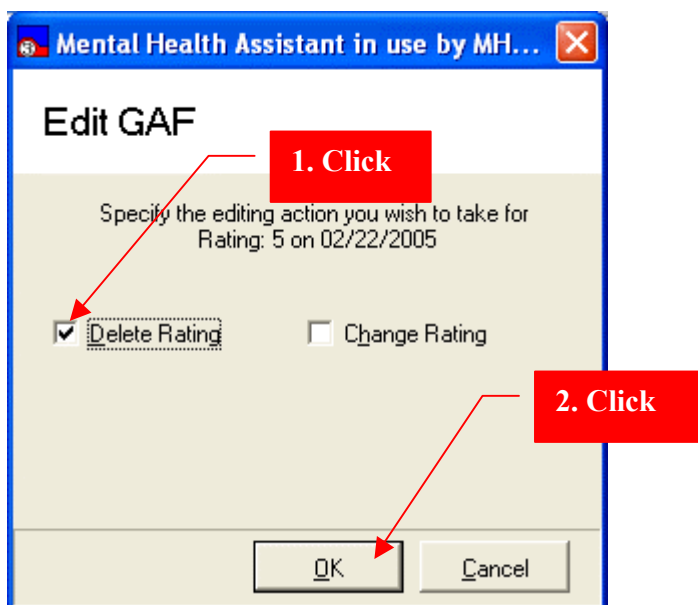 Mental Health Assistant in use by MH...
Edit GAF
1. Click
Specify the editing action you wish to take for
Rating: 5 on 02/22/2005
Delete Rating
Change Rating
2. Click
OK
Cancel